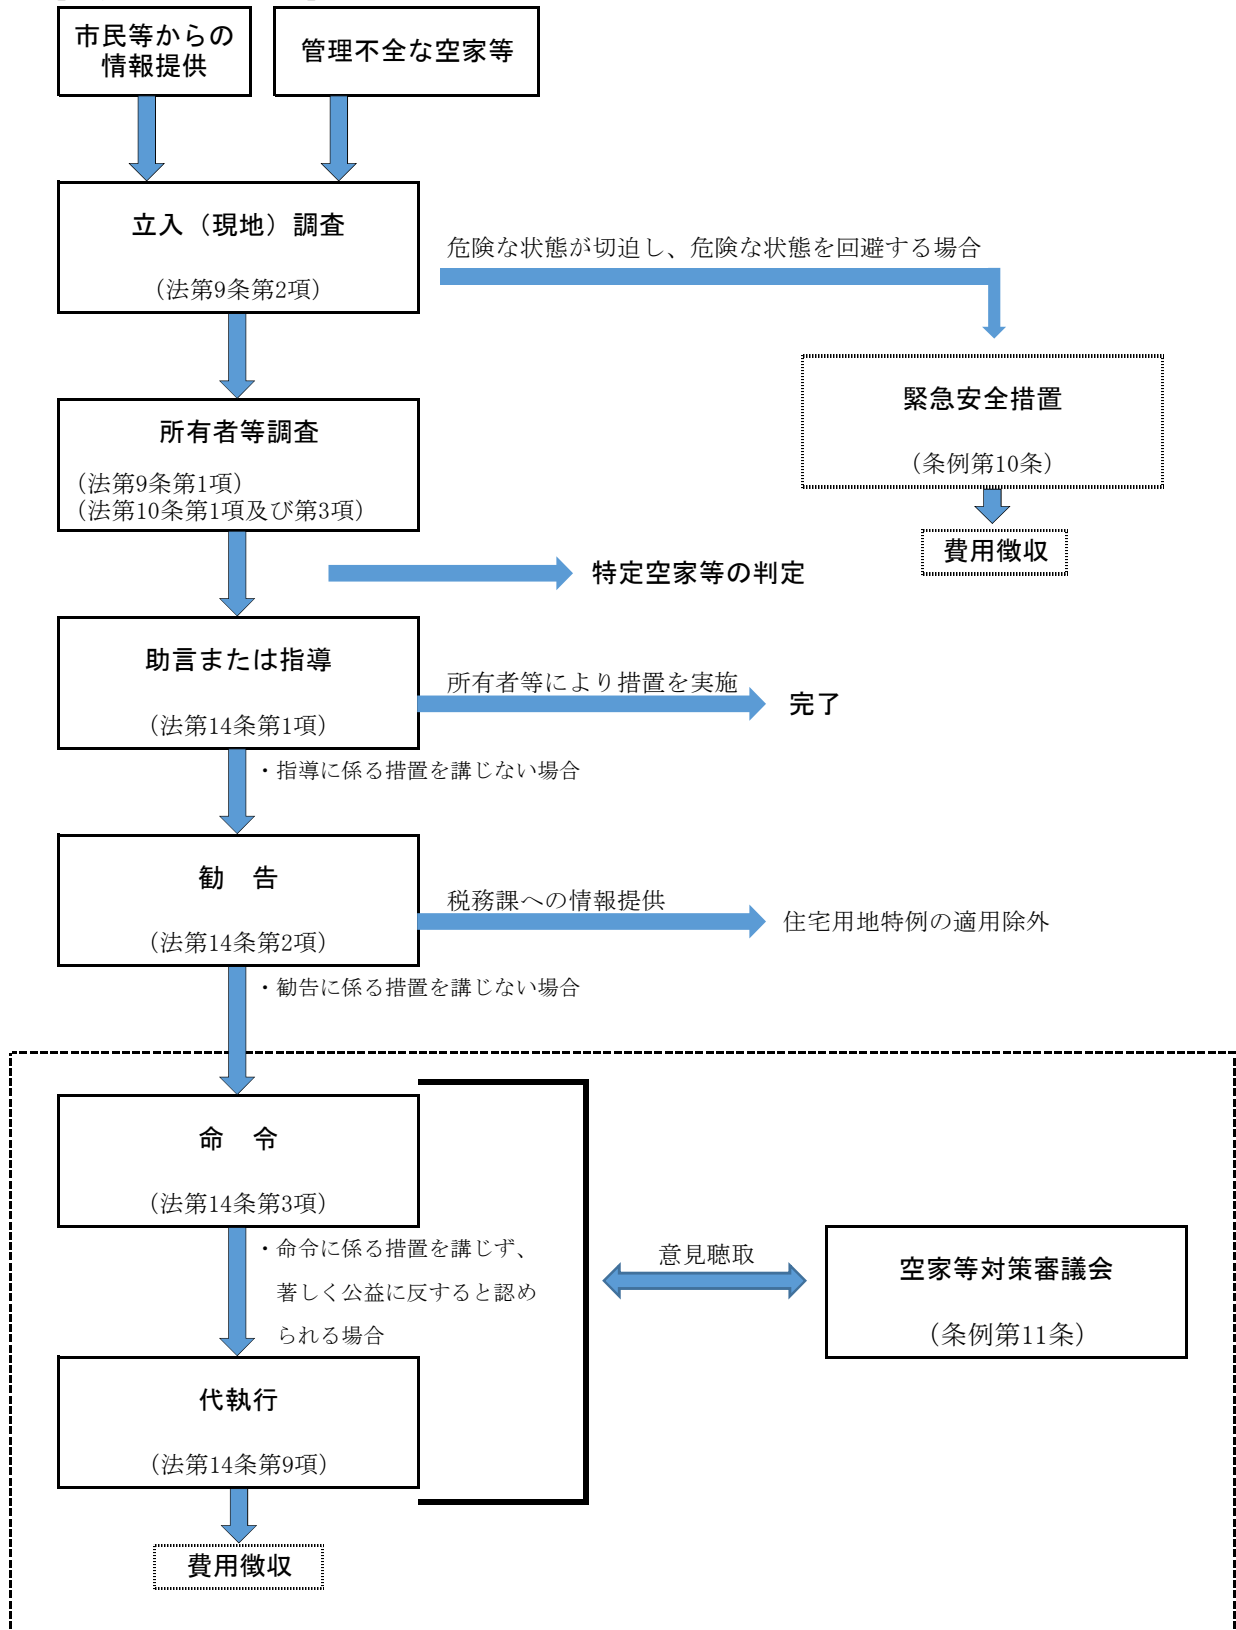 市民等からの
情報提供
管理不全な空家等
立入（現地）調査
（法第9条第2項）
危険な状態が切迫し、危険な状態を回避する場合
緊急安全措置
（条例第10条）
費用徴収
所有者等調査
（法第9条第1項）
（法第10条第1項及び第3項）
特定空家等の判定
助言または指導
（法第14条第1項）
所有者等により措置を実施
完了
・指導に係る措置を講じない場合
勧　告
（法第14条第2項）
税務課への情報提供
住宅用地特例の適用除外
・勧告に係る措置を講じない場合
命　令
（法第14条第3項）
・命令に係る措置を講じず、
著しく公益に反すると認め
られる場合
意見聴取
空家等対策審議会
（条例第11条）
代執行
（法第14条第9項）
費用徴収